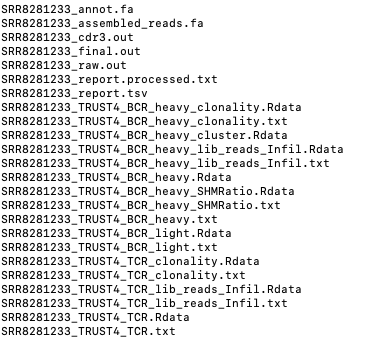 SRR8281233_annot.fa
SRR8281233_assembled_reads.fa
SRR8281233_cdr3.out
SRR8281233_final.out
SRR8281233_raw.out
SRR8281233_report.processed.txt
SRR8281233_report.tsv
SRR8281233_TRUST4_BCR_heavy_clonality.Rdata
SRR8281233_TRUST4_BCR_heavy_clonality.txt
SRR8281233_TRUST4_BCR_heavy_cluster.Rdata
SRR8281233_TRUST4_BCR_heavy_lib_reads_Infil.Rdata
SRR8281233_TRUST4_BCR_heavy_lib_reads_Infil.txt
SRR8281233_TRUST4_BCR_heavy.Rdata
SRR8281233_TRUST4_BCR_heavy_SHMRatio.Rdata
SRR8281233_TRUST4_BCR_heavy_SHMRatio.txt
SRR8281233_TRUST4_BCR_heavy.txt
SRR8281233_TRUST4_BCR_light.Rdata
SRR8281233_TRUST4_BCR_light.txt
SRR8281233_TRUST4_TCR_clonality.Rdata
SRR8281233_TRUST4_TCR_clonality.txt
SRR8281233_TRUST4_TCR_lib_reads_Infil.Rdata
SRR8281233_TRUST4_TCR_lib_reads_Infil.txt
SRR8281233_TRUST4_TCR.Rdata
SRR8281233_TRUST4_TCR.txt